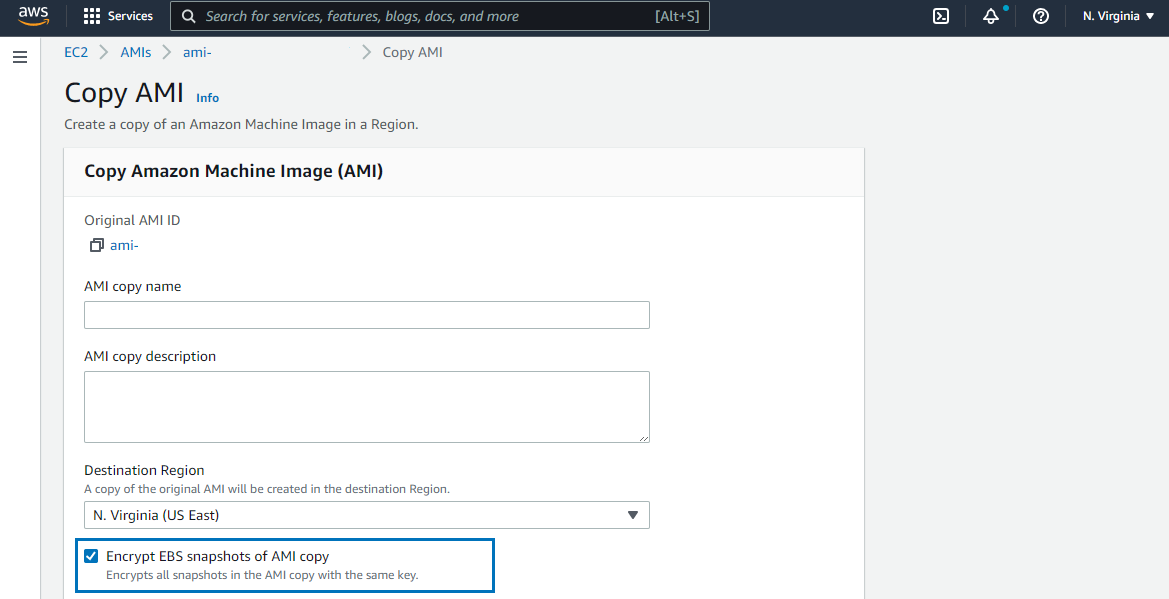 aws Services Search for services, features, blogs, docs, and more [Alt+S] N. Virginia
EC2 AMIs ami- Copy AMI
Copy AMI Info
Create a copy of an Amazon Machine Image in a Region.
Copy Amazon Machine Image (AMI)
Original AMI ID
ami-
AMI copy name
AMI copy description
Destination Region
A copy of the original AMI will be created in the destination Region.
N. Virginia (US East)
Encrypt EBS snapshots of AMI copy
Encrypts all snapshots in the AMI copy with the same key.